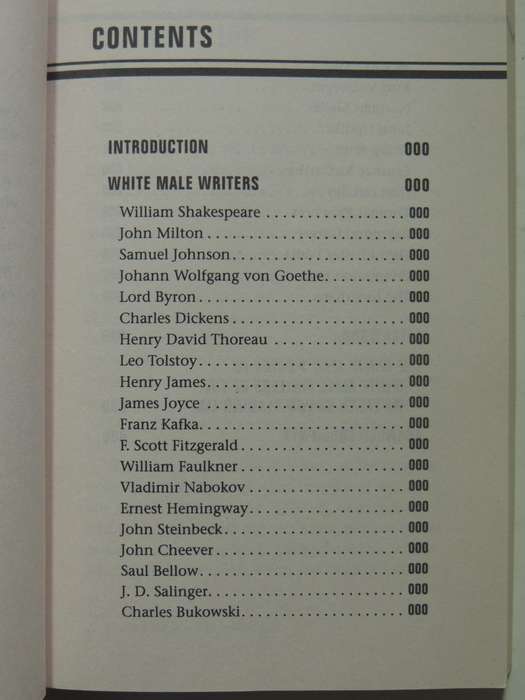 CONTENTS
INTRODUCTION 000
WHITE MALE WRITERS 000
William Shakespeare . . . . . . . . . . . . . . . . . . 000
John Milton . . . . . . . . . . . . . . . . . . . . . . . . . 000
Samuel Johnson . . . . . . . . . . . . . . . . . . . . . . 000
Johann Wolfgang von Goethe . . . . . . . . . . 000
Lord Byron . . . . . . . . . . . . . . . . . . . . . . . . . . 000
Charles Dickens . . . . . . . . . . . . . . . . . . . . . . 000
Henry David Thoreau . . . . . . . . . . . . . . . . . 000
Leo Tolstoy . . . . . . . . . . . . . . . . . . . . . . . . . . 000
Henry James . . . . . . . . . . . . . . . . . . . . . . . . . 000
James Joyce . . . . . . . . . . . . . . . . . . . . . . . . . . 000
Franz Kafka . . . . . . . . . . . . . . . . . . . . . . . . . . 000
F. Scott Fitzgerald . . . . . . . . . . . . . . . . . . . . . 000
William Faulkner . . . . . . . . . . . . . . . . . . . . . 000
Vladimir Nabokov . . . . . . . . . . . . . . . . . . . . 000
Ernest Hemingway . . . . . . . . . . . . . . . . . . . . 000
John Steinbeck . . . . . . . . . . . . . . . . . . . . . . . 000
John Cheever . . . . . . . . . . . . . . . . . . . . . . . . 000
Saul Bellow . . . . . . . . . . . . . . . . . . . . . . . . . . 000
J. D. Salinger . . . . . . . . . . . . . . . . . . . . . . . . . 000
Charles Bukowski . . . . . . . . . . . . . . . . . . . . . 000